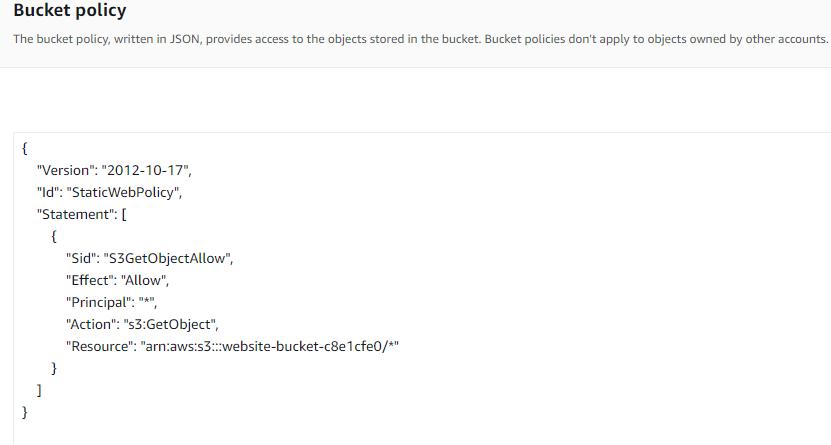 Bucket policy
The bucket policy, written in JSON, provides access to the objects stored in the bucket. Bucket policies don't apply to objects owned by other accounts.
{
"Version": "2012-10-17",
"Id": "StaticWebPolicy",
"Statement": [
{
"Sid": "S3GetObjectAllow",
"Effect": "Allow",
"Principal": "*",
"Action": "s3:GetObject",
"Resource": "arn:aws:s3:::website-bucket-c8e1cfe0/*"
}
]
}